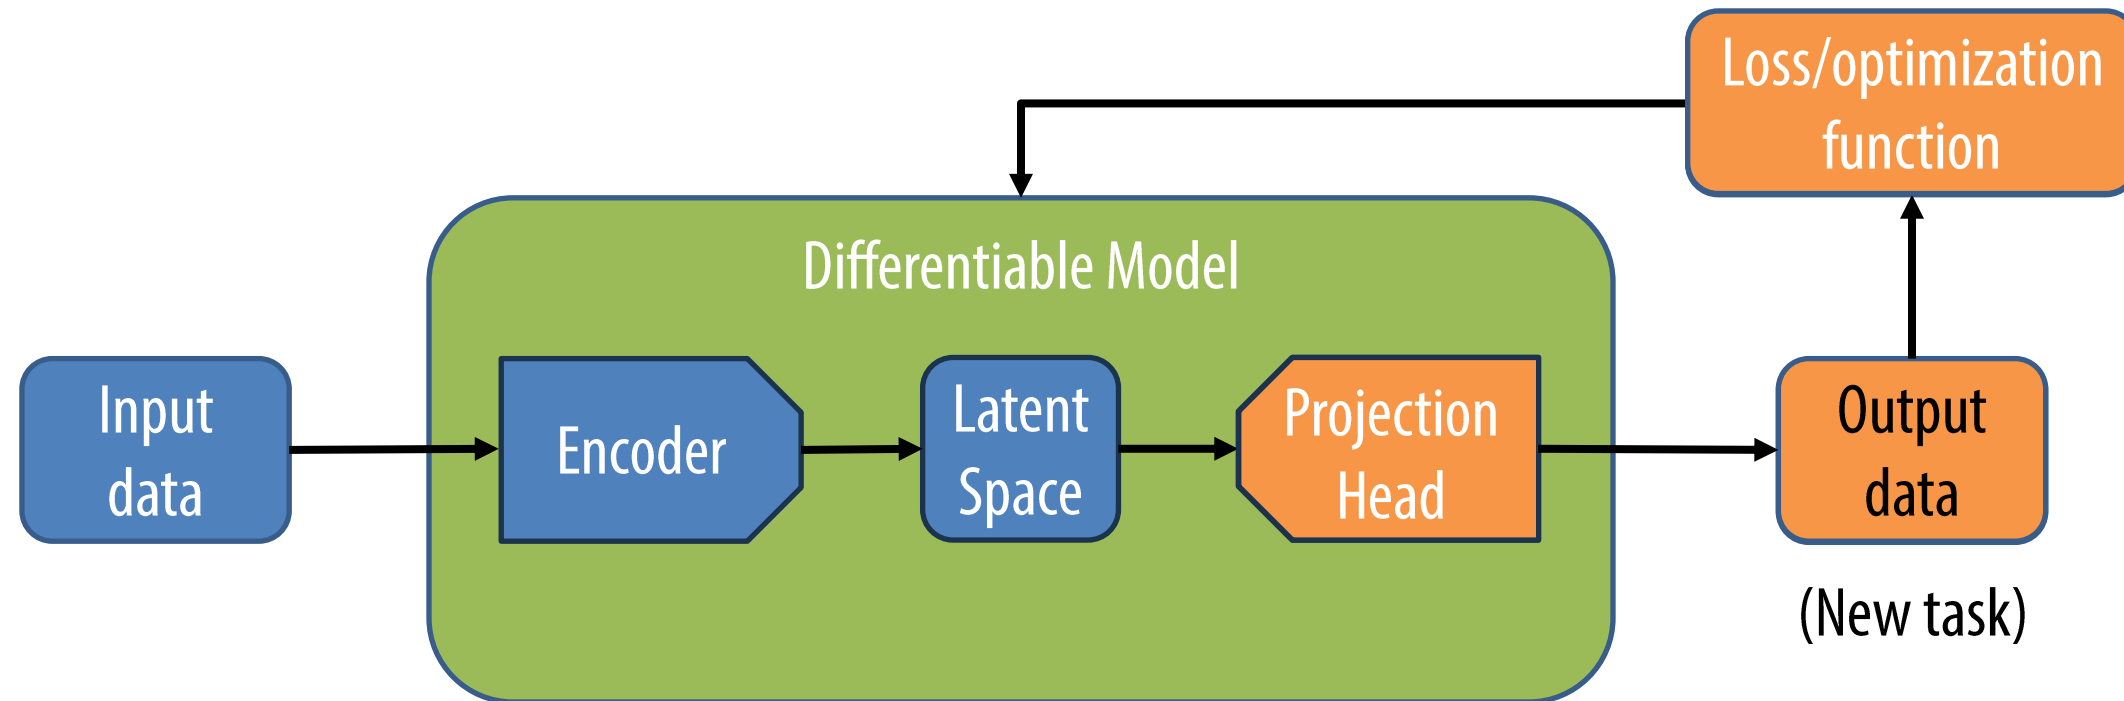 Loss/optimization
function
Differentiable Model
Input
data
Encoder
Latent
Space
Projection
Head
Output
data
(New task)